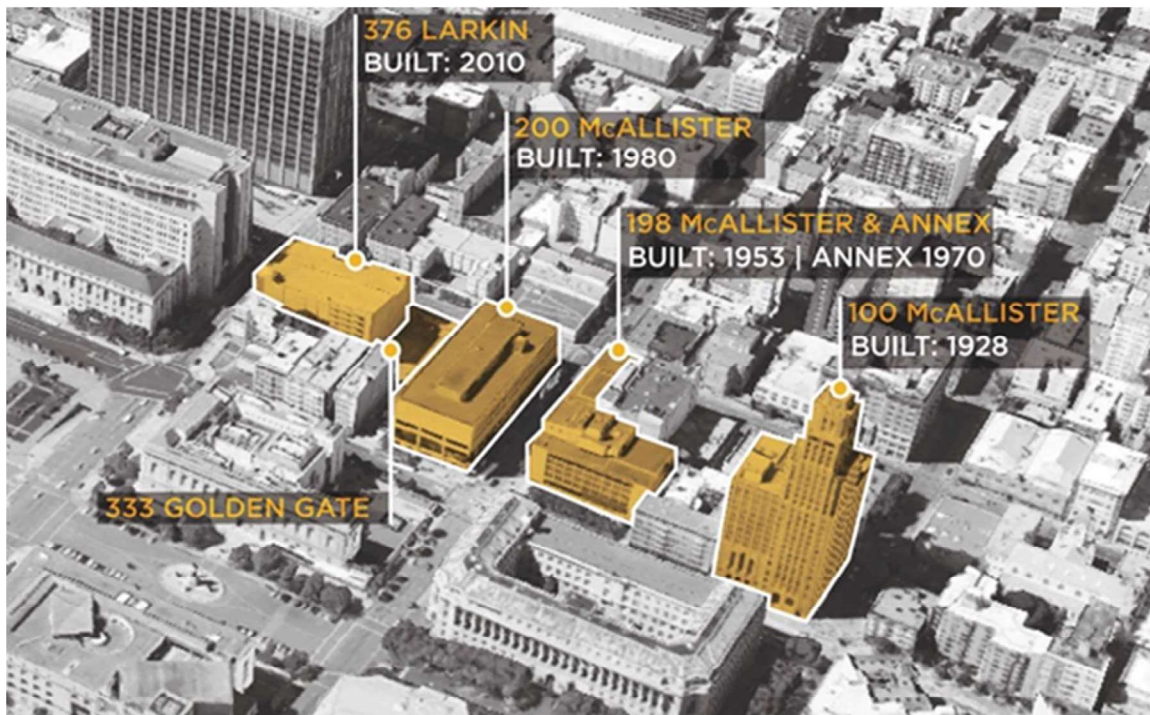 376 LARKIN
BUILT: 2010
200 McALLISTER
BUILT: 1980
198 McALLISTER & ANNEX
BUILT: 1953 | ANNEX 1970
100 McALLISTER
BUILT: 1928
333 GOLDEN GATE